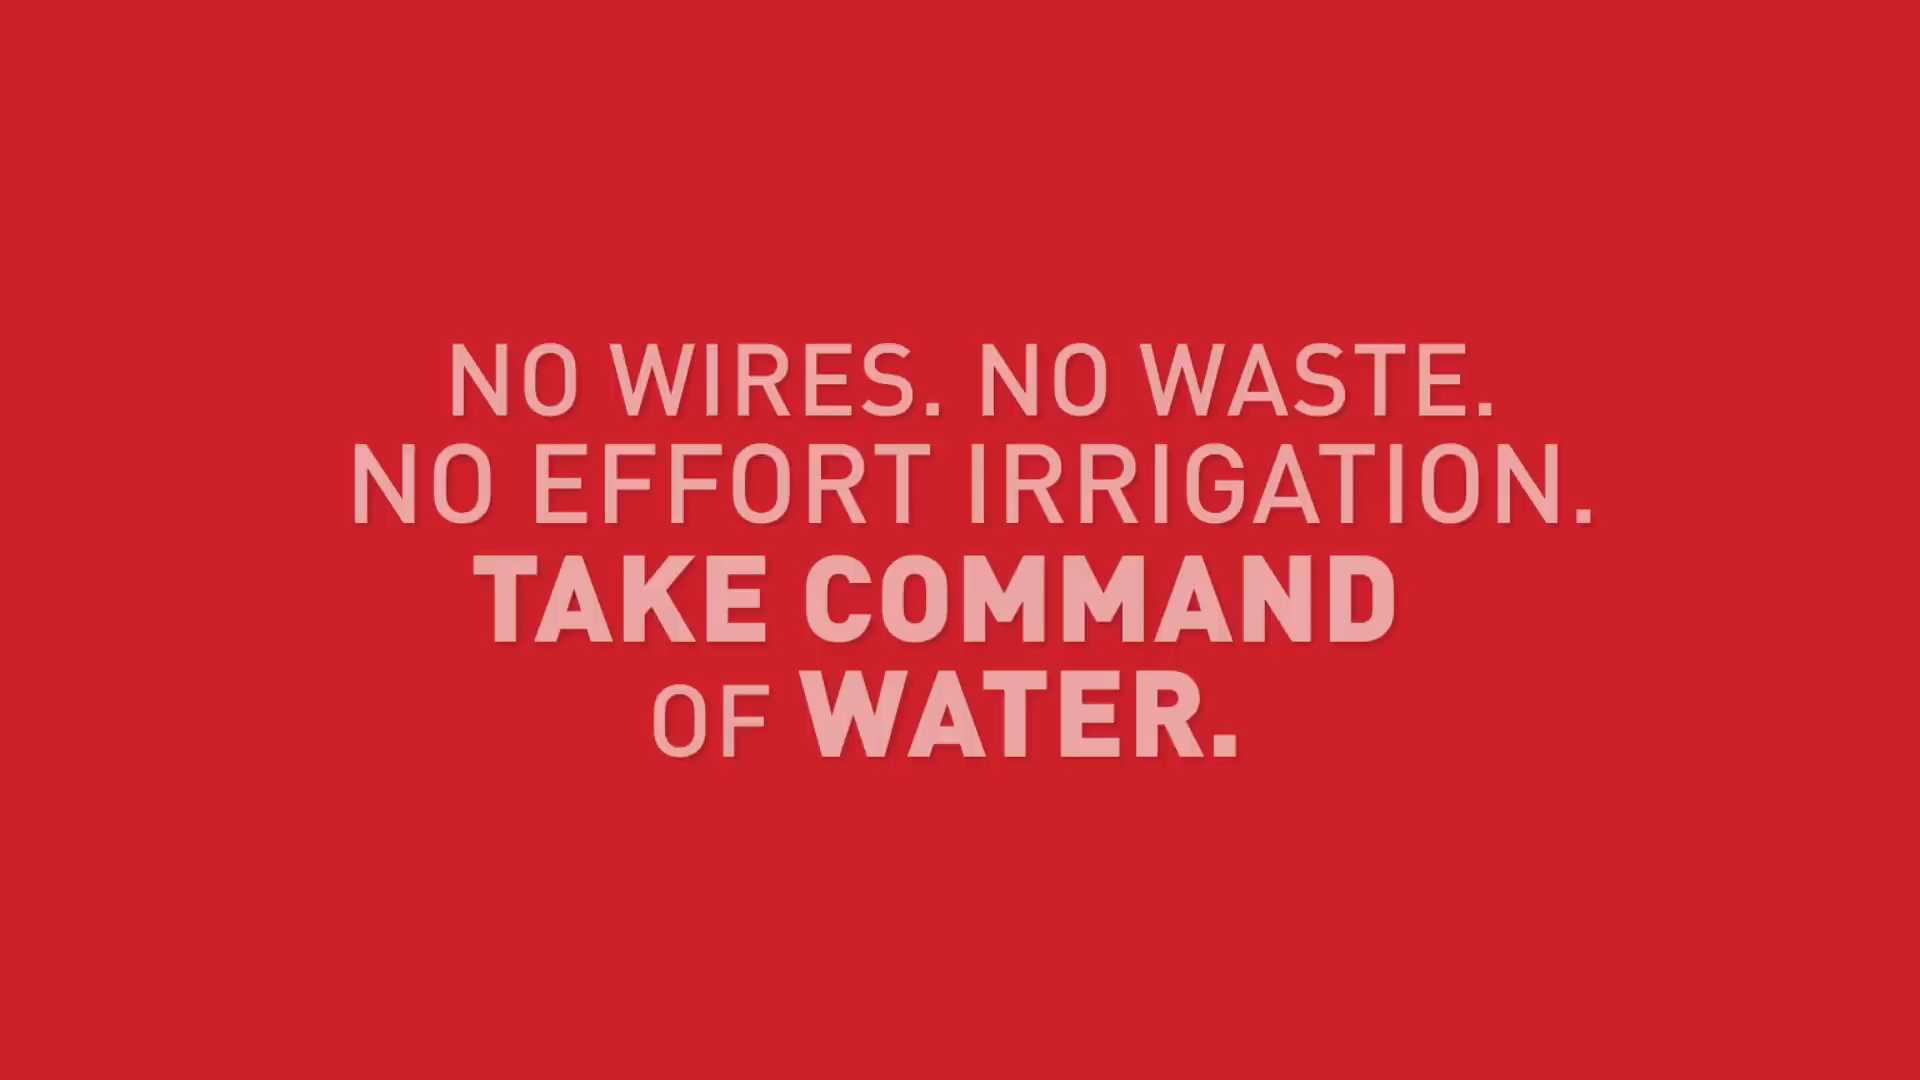 NO WIRES. NO WASTE.
NO EFFORT IRRIGATION.
TAKE COMMAND
OF WATER.